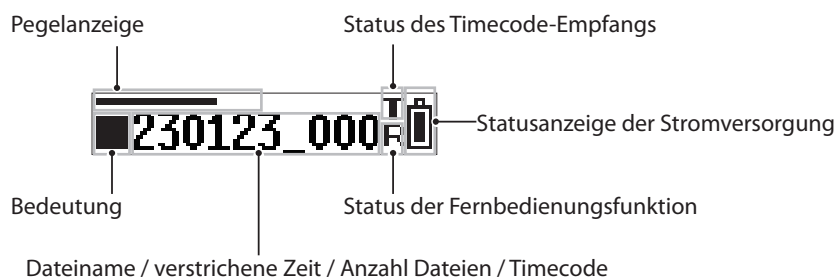 Pegelanzeige
Status des Timecode-Empfangs
T
230123_000
R
Statusanzeige der Stromversorgung
Bedeutung
Status der Fernbedienungsfunktion
Dateiname / verstrichene Zeit / Anzahl Dateien / Timecode